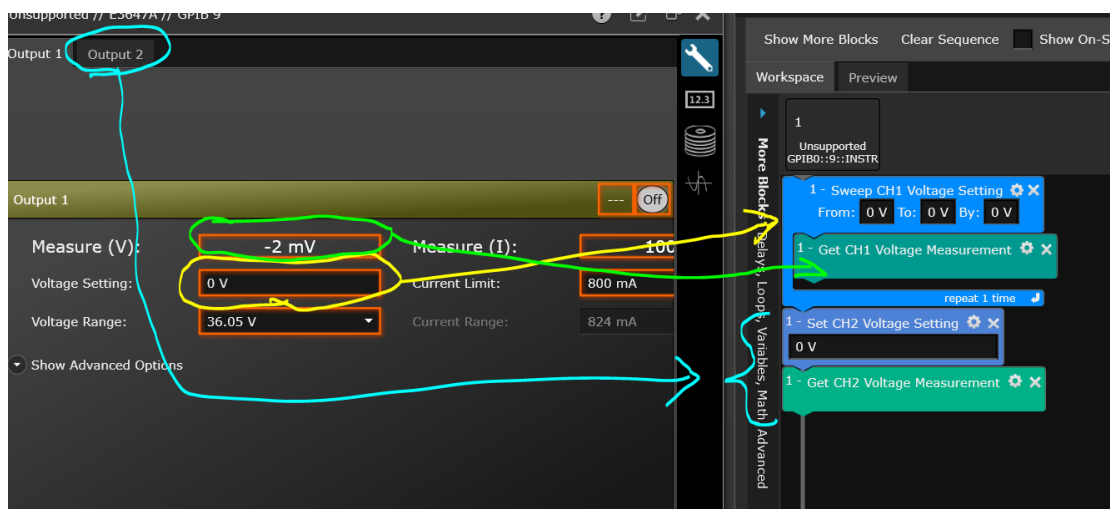 Unsupported // E3647A // GPIB 9
Output 1
Output 2
12.3
Output 1
---
Off
Measure (V):
-2 mV
Measure (I):
100
Voltage Setting:
0 V
Current Limit:
800 mA
Voltage Range:
36.05 V
Current Range:
824 mA
Show Advanced Options
Show More Blocks
Clear Sequence
Show On-S
Workspace
Preview
More Blocks: Delays, Loops, Variables, Math, Advanced
1
Unsupported
GPIB0::9::INSTR
1 - Sweep CH1 Voltage Setting
From: 0 V To: 0 V By: 0 V
1 - Get CH1 Voltage Measurement
repeat 1 time
1 - Set CH2 Voltage Setting
0 V
1 - Get CH2 Voltage Measurement